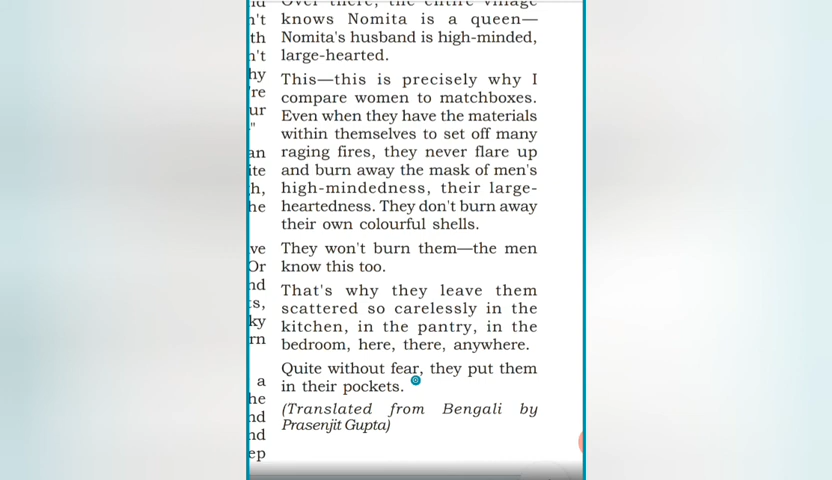 Over there, the entire village
knows Nomita is a queen—
Nomita's husband is high-minded,
large-hearted.
This—this is precisely why I
compare women to matchboxes.
Even when they have the materials
within themselves to set off many
raging fires, they never flare up
and burn away the mask of men's
high-mindedness, their large-
heartedness. They don't burn away
their own colourful shells.
They won't burn them—the men
know this too.
That's why they leave them
scattered so carelessly in the
kitchen, in the pantry, in the
bedroom, here, there, anywhere.
Quite without fear, they put them
in their pockets.
(Translated from Bengali by
Prasenjit Gupta)